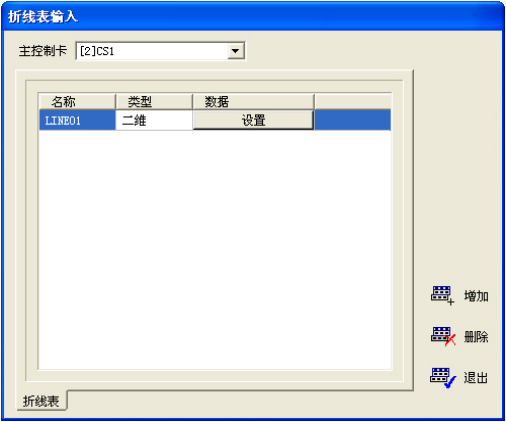 折线表输入
主控制卡 [2]CS1
名称 类型 数据
LINE01 二维 设置
增加
删除
退出
折线表